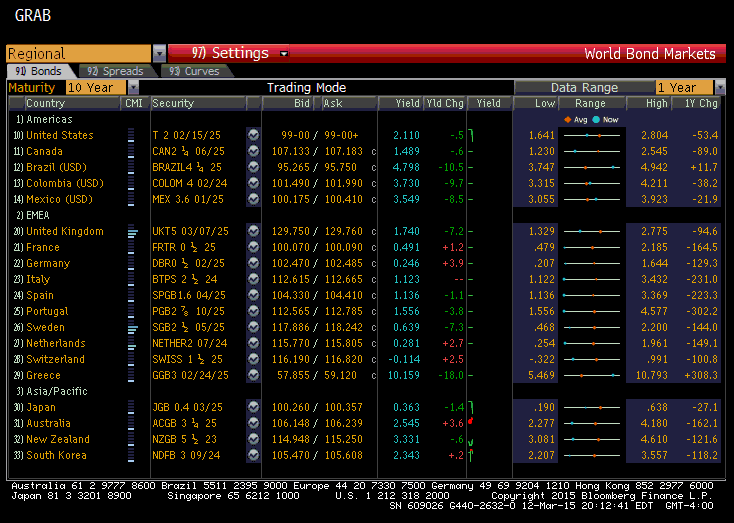 GRAB
Regional 97) Settings World Bond Markets
91) Bonds 92) Spreads 93) Curves
Maturity 10 Year Trading Mode Data Range 1 Year
Country CMI Security Bid Ask Yield Yld Chg Yield Low Range High 1Y Chg
1) Americas Avg Now
10) United States T 2 02/15/25 99-00 / 99-00+ 2.110 -.5 1.641 2.804 -53.4
11) Canada CAN2 ¼ 06/25 107.133 / 107.183 c 1.489 -.6 1.230 2.545 -89.0
12) Brazil (USD) BRAZIL4 ¼ 25 95.265 / 95.750 c 4.798 -10.5 3.747 4.942 +11.7
13) Colombia (USD) COLOM 4 02/24 101.490 / 101.990 c 3.730 -9.7 3.315 4.211 -38.2
14) Mexico (USD) MEX 3.6 01/25 100.175 / 100.410 c 3.549 -8.5 3.055 3.923 -21.9
2) EMEA
20) United Kingdom UKT5 03/07/25 129.750 / 129.760 c 1.740 -7.2 1.329 2.775 -94.6
21) France FRTR 0 ½ 25 100.070 / 100.090 c 0.491 +1.2 .479 2.185 -164.5
22) Germany DBR0 ½ 02/25 102.470 / 102.485 c 0.246 +3.9 .207 1.644 -129.3
23) Italy BTPS 2 ½ 24 112.615 / 112.665 c 1.123 -- 1.122 3.432 -231.0
24) Spain SPGB1.6 04/25 104.330 / 104.410 c 1.136 -1.1 1.136 3.369 -223.3
25) Portugal PGB2 ⅞ 10/25 112.565 / 112.785 c 1.556 -3.8 1.556 4.577 -302.2
26) Sweden SGB2 ½ 05/25 117.886 / 118.242 c 0.639 -7.3 .468 2.200 -144.0
27) Netherlands NETHER2 07/24 115.770 / 115.805 c 0.281 +2.7 .254 1.961 -149.1
28) Switzerland SWISS 1 ½ 25 116.190 / 116.820 c -0.114 +2.5 -.322 .991 -100.8
29) Greece GGB3 02/24/25 57.855 / 59.120 c 10.159 -18.0 5.469 10.793 +308.3
3) Asia/Pacific
30) Japan JGB 0.4 03/25 100.260 / 100.357 0.363 -1.4 .190 .638 -27.1
31) Australia ACGB 3 ¼ 25 106.148 / 106.239 2.545 +3.6 2.277 4.180 -162.1
32) New Zealand NZGB 5 ½ 23 114.948 / 115.250 3.331 -.6 3.081 4.610 -121.6
33) South Korea NDFB 3 09/24 105.470 / 105.608 2.343 +.2 2.207 3.557 -118.2
Australia 61 2 9777 8600 Brazil 5511 2395 9000 Europe 44 20 7330 7500 Germany 49 69 9204 1210 Hong Kong 852 2977 6000
Japan 81 3 3201 8900 Singapore 65 6212 1000 U.S. 1 212 318 2000 Copyright 2015 Bloomberg Finance L.P.
SN 609026 G440-2632-0 12-Mar-15 20:12:41 EDT GMT-4:00